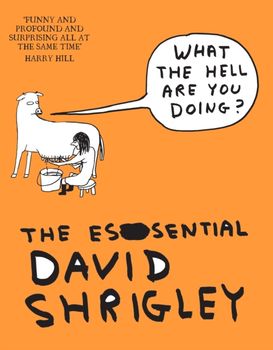 "FUNNY AND
PROFOUND AND
SURPRISING ALL AT
THE SAME TIME"
HARRY HILL
WHAT
THE HELL
ARE YOU
DOING?
THE ESSENTIAL
DAVID
SHRIGLEY